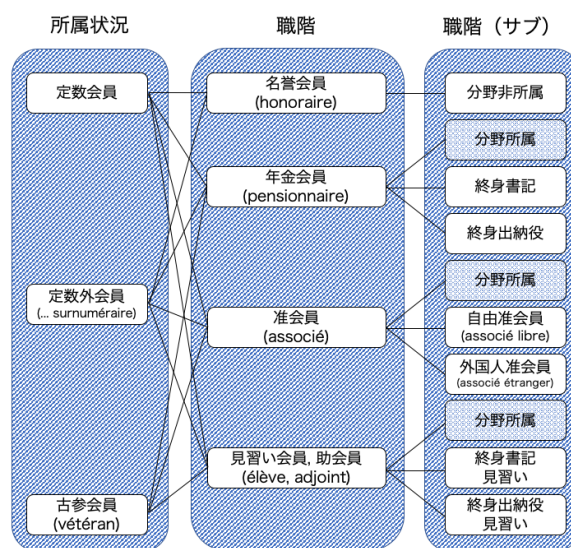 所属状況
職階
職階（サブ）
定数会員
定数外会員
(... surnuméraire)
古参会員
(vétéran)
名誉会員
(honoraire)
年金会員
(pensionnaire)
准会員
(associé)
見習い会員, 助会員
(élève, adjoint)
分野非所属
分野所属
終身書記
終身出納役
分野所属
自由准会員
(associé libre)
外国人准会員
(associé étranger)
分野所属
終身書記
見習い
終身出納役
見習い